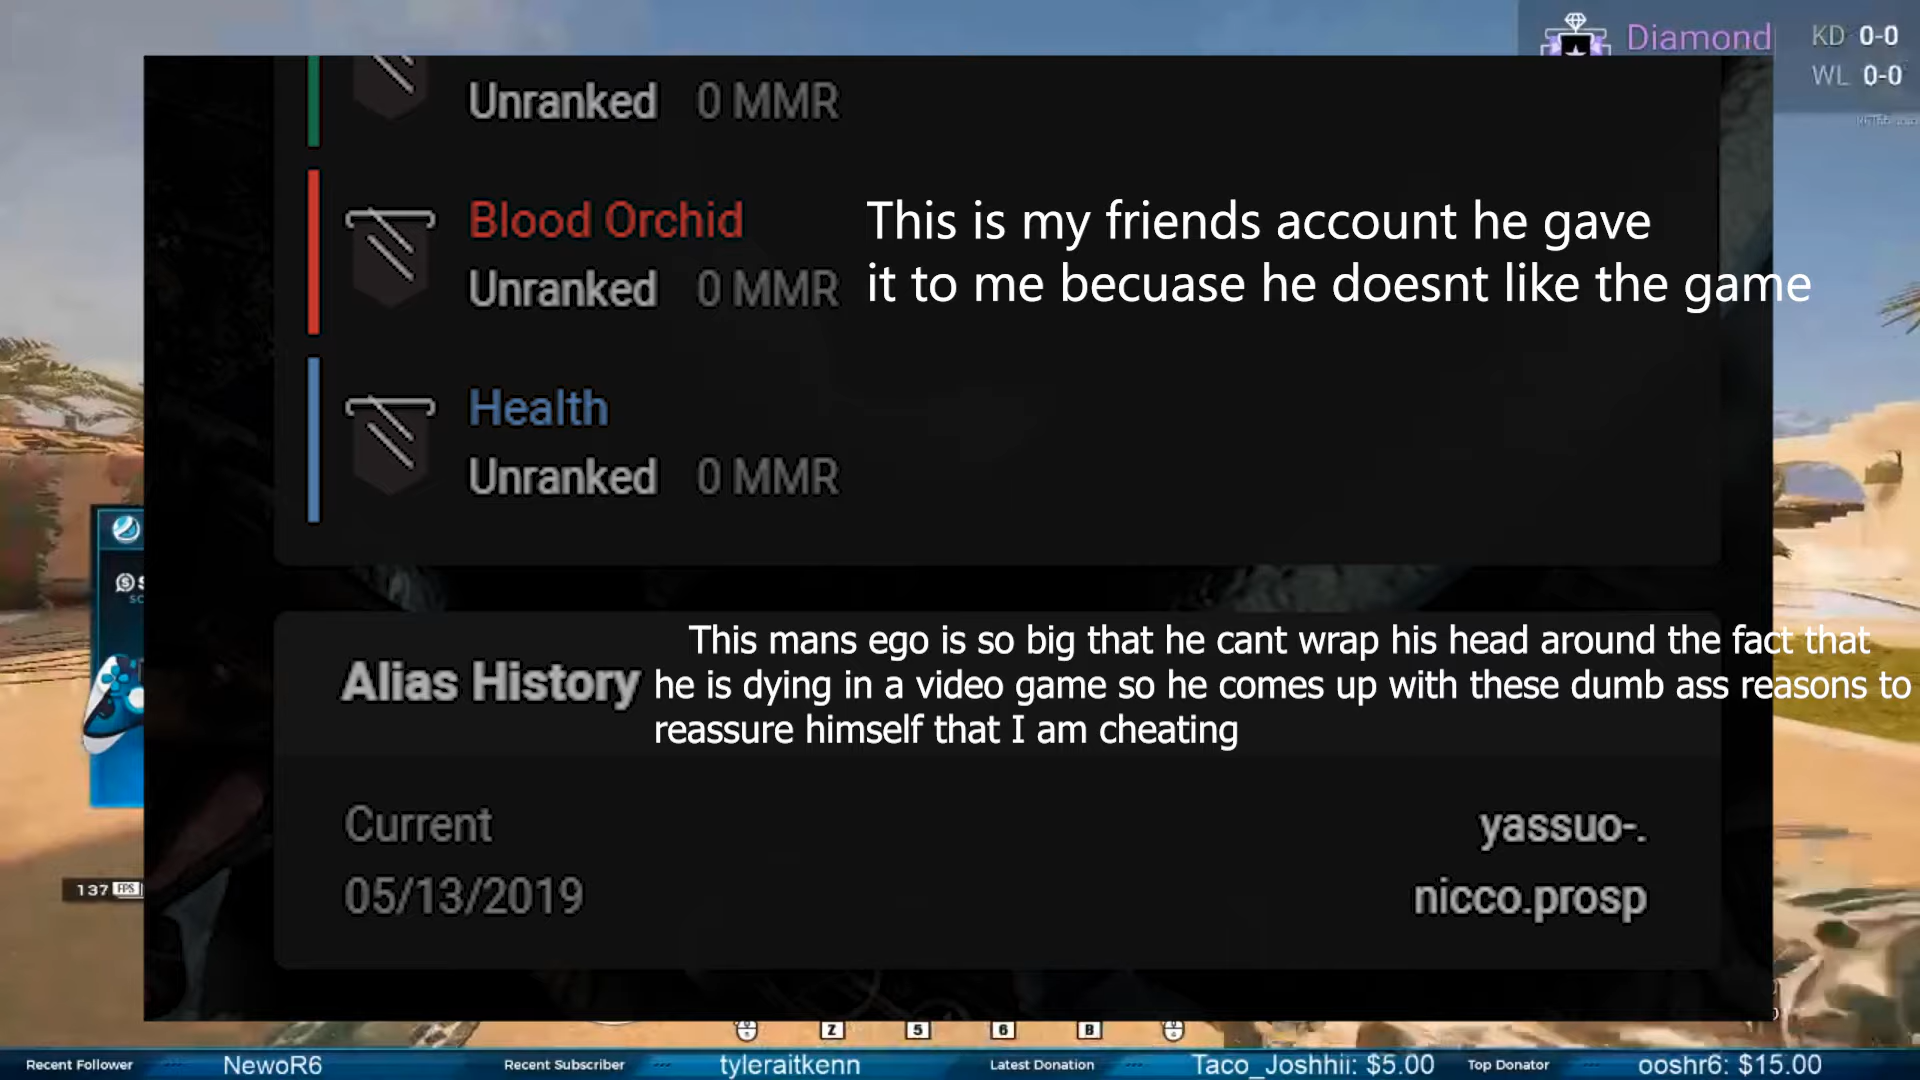 Diamond
KD 0-0
WL 0-0
Unranked 0 MMR
Blood Orchid
Unranked 0 MMR
This is my friends account he gave
it to me becuase he doesnt like the game
Health
Unranked 0 MMR
Alias History
This mans ego is so big that he cant wrap his head around the fact that
he is dying in a video game so he comes up with these dumb ass reasons to
reassure himself that I am cheating
Current yassuo-.
05/13/2019 nicco.prosp
137 FPS
Z 5 6 B
Recent Follower NewoR6 Recent Subscriber tyleraitkenn Latest Donation Taco_Joshhii: $5.00 Top Donator ooshr6: $15.00